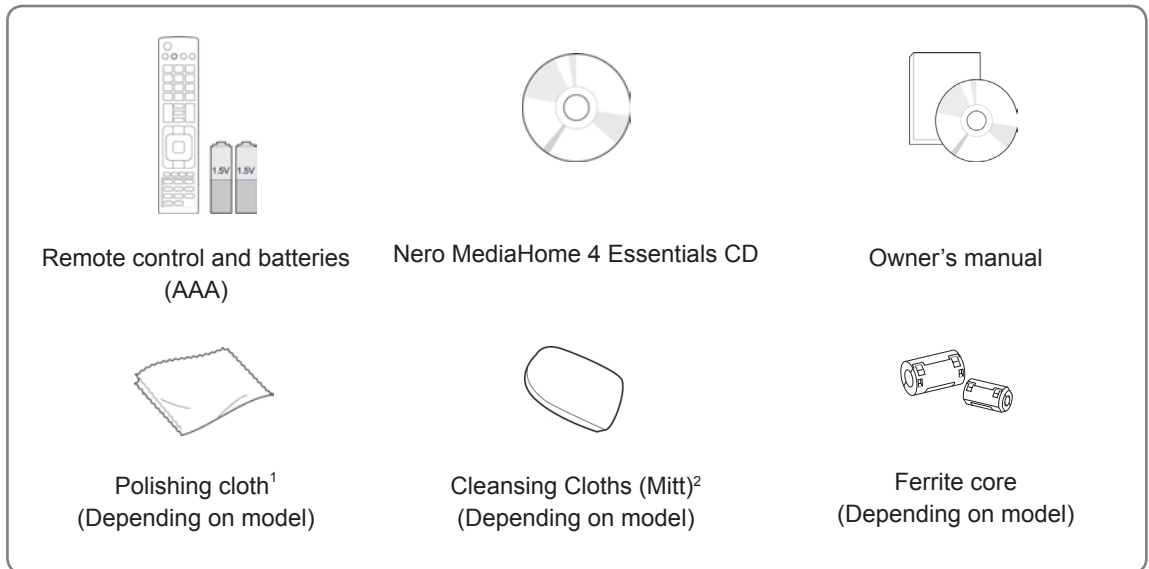 1.5V 1.5V
Remote control and batteries
(AAA)
Nero MediaHome 4 Essentials CD
Owner’s manual
Polishing cloth1
(Depending on model)
Cleansing Cloths (Mitt)2
(Depending on model)
Ferrite core
(Depending on model)